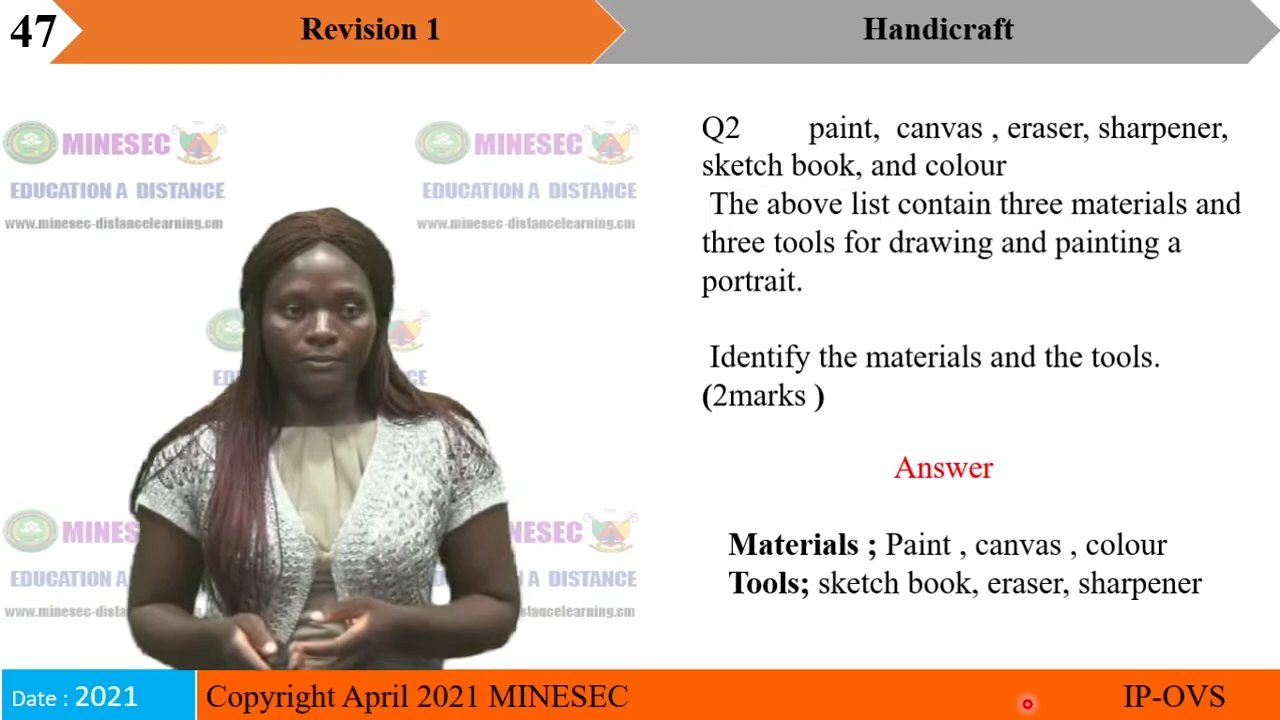 47
Revision 1
Handicraft
MINESEC
MINESEC
EDUCATION A DISTANCE
EDUCATION A DISTANCE
www.minesec-distancelearning.cm
www.minesec-distancelearning.cm
Q2 paint, canvas , eraser, sharpener,
sketch book, and colour
The above list contain three materials and
three tools for drawing and painting a
portrait.
Identify the materials and the tools.
(2marks )
Answer
Materials ; Paint , canvas , colour
Tools; sketch book, eraser, sharpener
EDUCATION A
A DISTANCE
Date : 2021
Copyright April 2021 MINESEC
IP-OVS